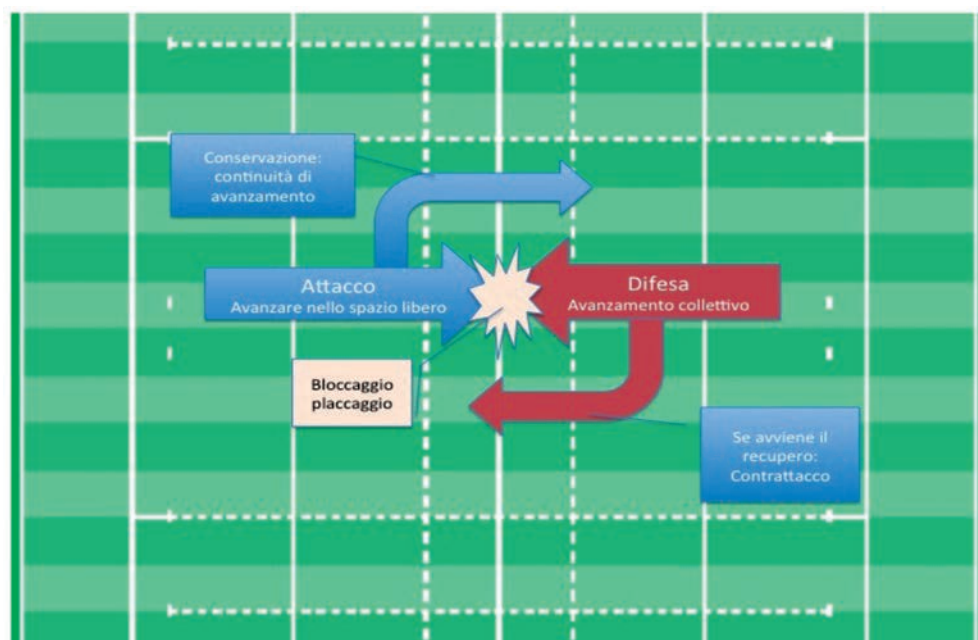 Conservazione:
continuità di
avanzamento
Attacco
Avanzare nello spazio libero
Difesa
Avanzamento collettivo
Bloccaggio
placcaggio
Se avviene il
recupero:
Contrattacco